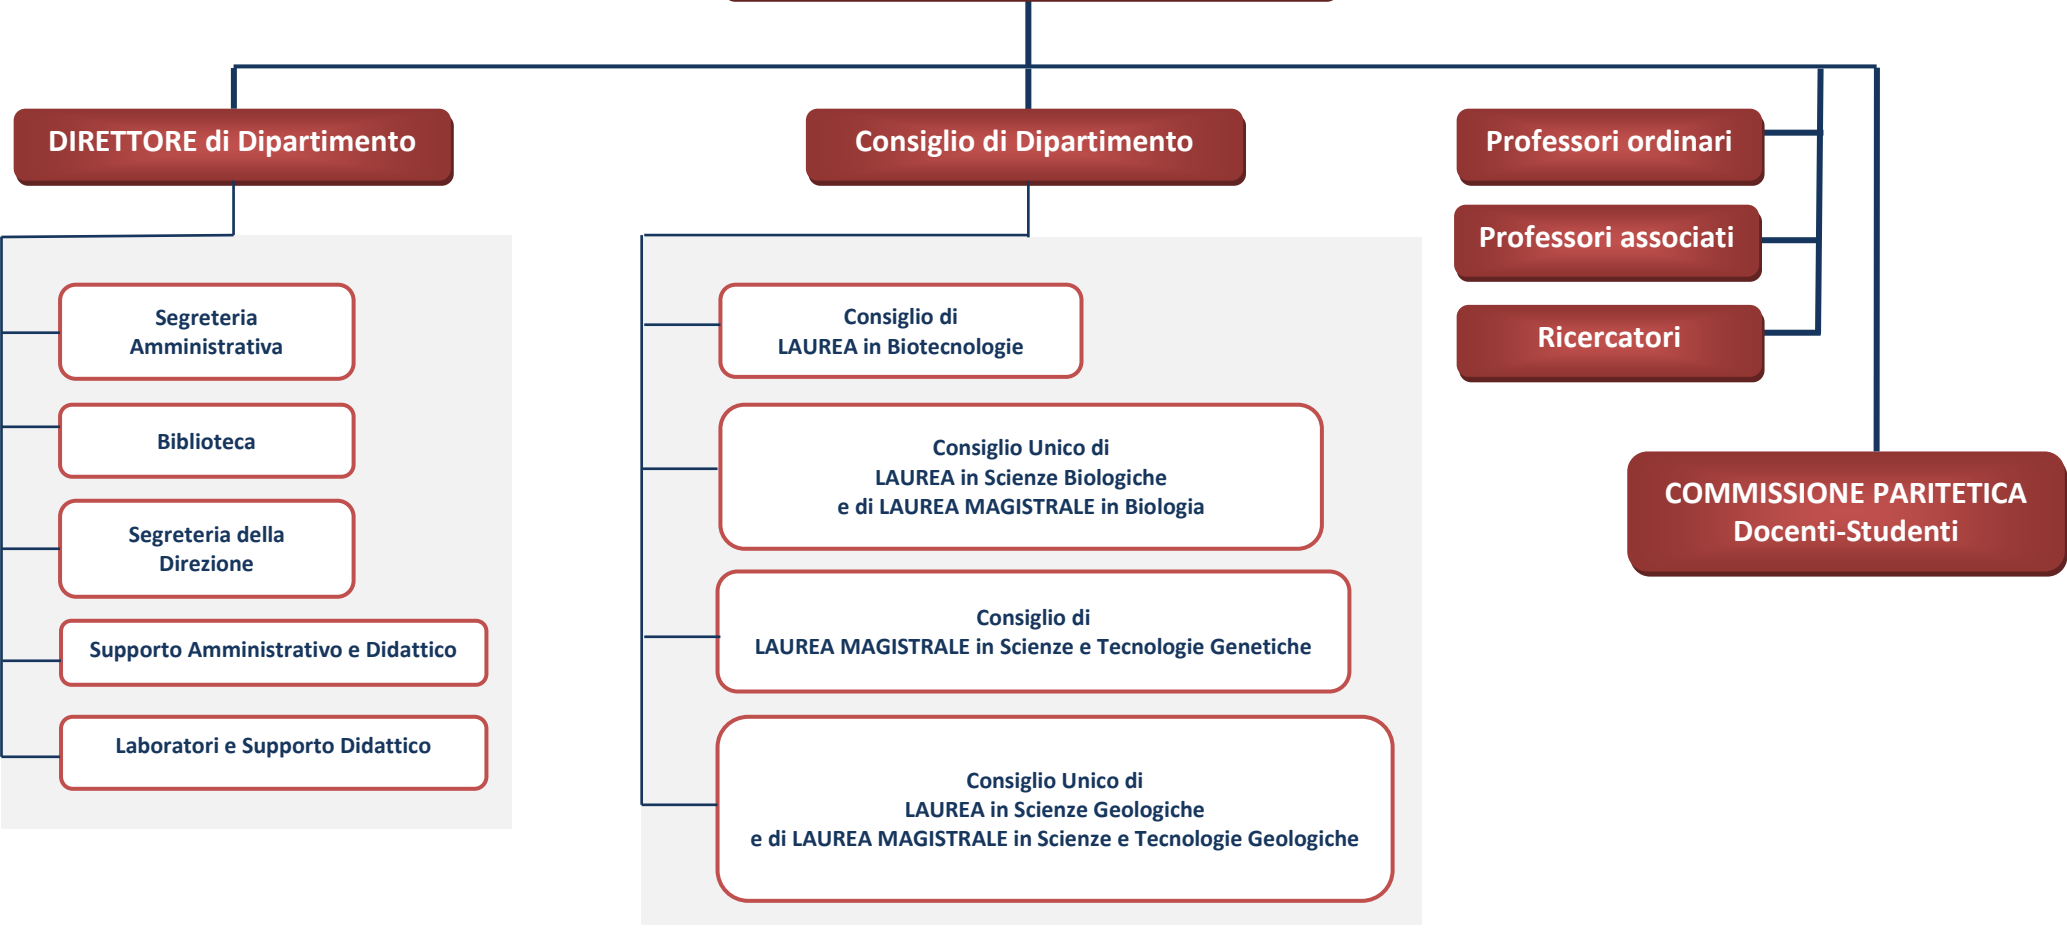 DIRETTORE di Dipartimento
Segreteria
Amministrativa
Biblioteca
Segreteria della
Direzione
Supporto Amministrativo e Didattico
Laboratori e Supporto Didattico
Consiglio di Dipartimento
Consiglio di
LAUREA in Biotecnologie
Consiglio Unico di
LAUREA in Scienze Biologiche
e di LAUREA MAGISTRALE in Biologia
Consiglio di
LAUREA MAGISTRALE in Scienze e Tecnologie Genetiche
Consiglio Unico di
LAUREA in Scienze Geologiche
e di LAUREA MAGISTRALE in Scienze e Tecnologie Geologiche
Professori ordinari
Professori associati
Ricercatori
COMMISSIONE PARITETICA
Docenti-Studenti